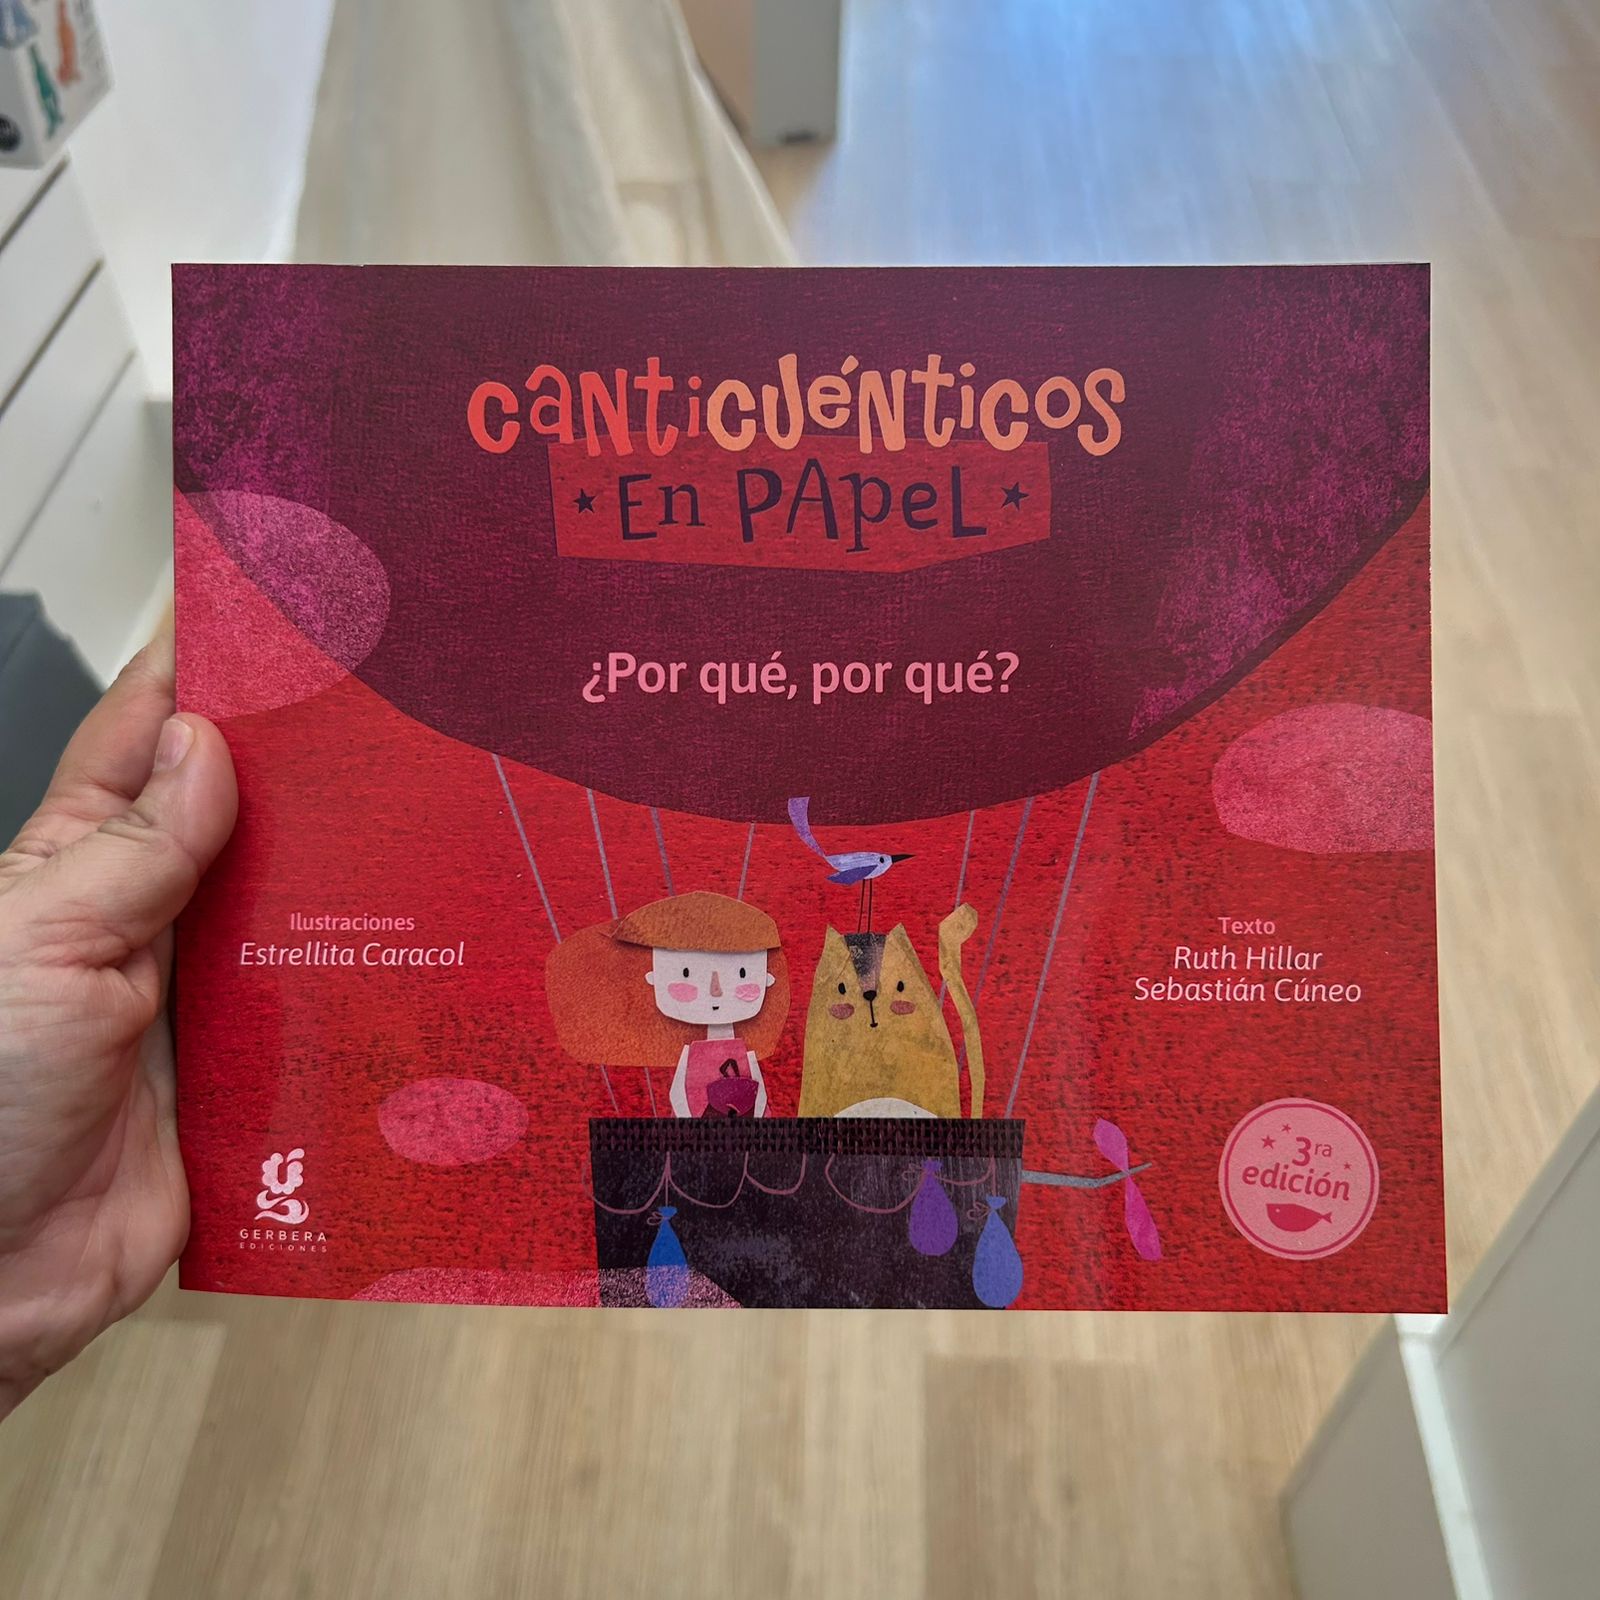 canticuénticos
En papel
¿Por qué, por qué?
Ilustraciones
Estrellita Caracol
Texto
Ruth Hillar
Sebastián Cúneo
GERBERA
EDICIONES
3ra
edición